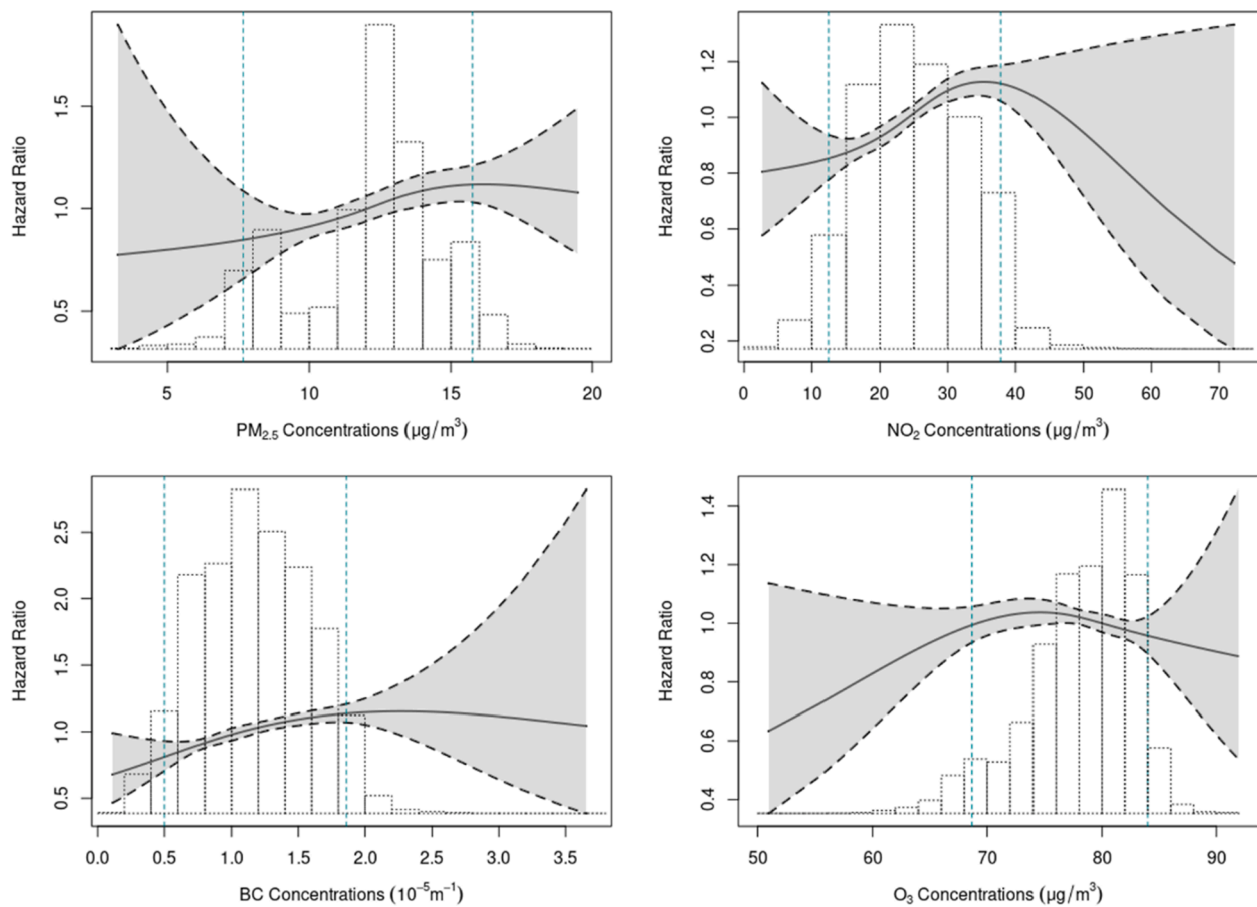 Hazard Ratio
1.5
1.0
0.5
5 10 15 20
PM2.5 Concentrations (µg/m³)
Hazard Ratio
1.2
1.0
0.8
0.6
0.4
0.2
0 10 20 30 40 50 60 70
NO2 Concentrations (µg/m³)
Hazard Ratio
2.5
2.0
1.5
1.0
0.5
0.0 0.5 1.0 1.5 2.0 2.5 3.0 3.5
BC Concentrations (10⁻⁵m⁻¹)
Hazard Ratio
1.4
1.2
1.0
0.8
0.6
0.4
50 60 70 80 90
O3 Concentrations (µg/m³)